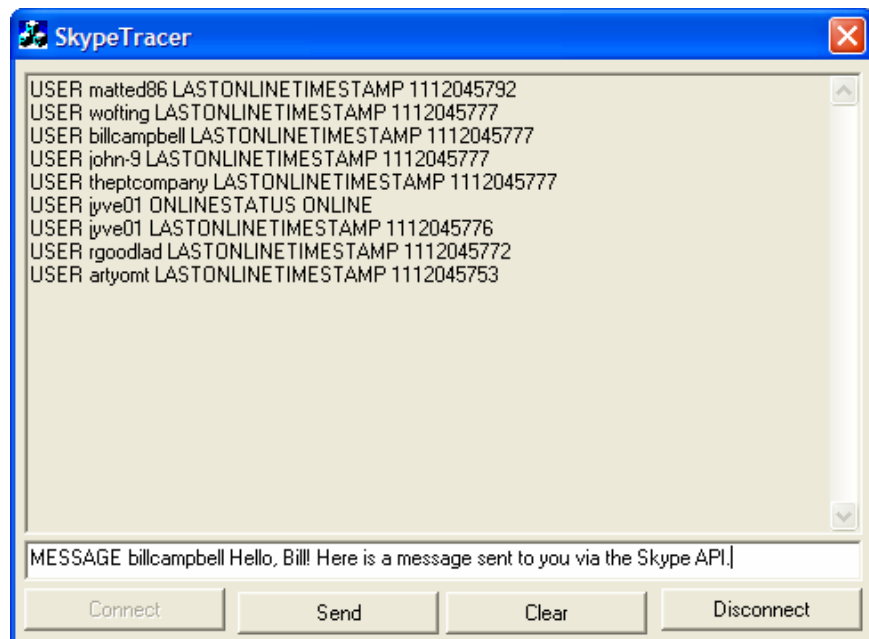 SkypeTracer
USER matted86 LASTONLINETIMESTAMP 1112045792
USER wofting LASTONLINETIMESTAMP 1112045777
USER billcampbell LASTONLINETIMESTAMP 1112045777
USER john-9 LASTONLINETIMESTAMP 1112045777
USER theptcompany LASTONLINETIMESTAMP 1112045777
USER jyve01 ONLINESTATUS ONLINE
USER jyve01 LASTONLINETIMESTAMP 1112045776
USER rgoodlad LASTONLINETIMESTAMP 1112045772
USER artyomt LASTONLINETIMESTAMP 1112045753
MESSAGE billcampbell Hello, Bill! Here is a message sent to you via the Skype API.
Connect Send Clear Disconnect